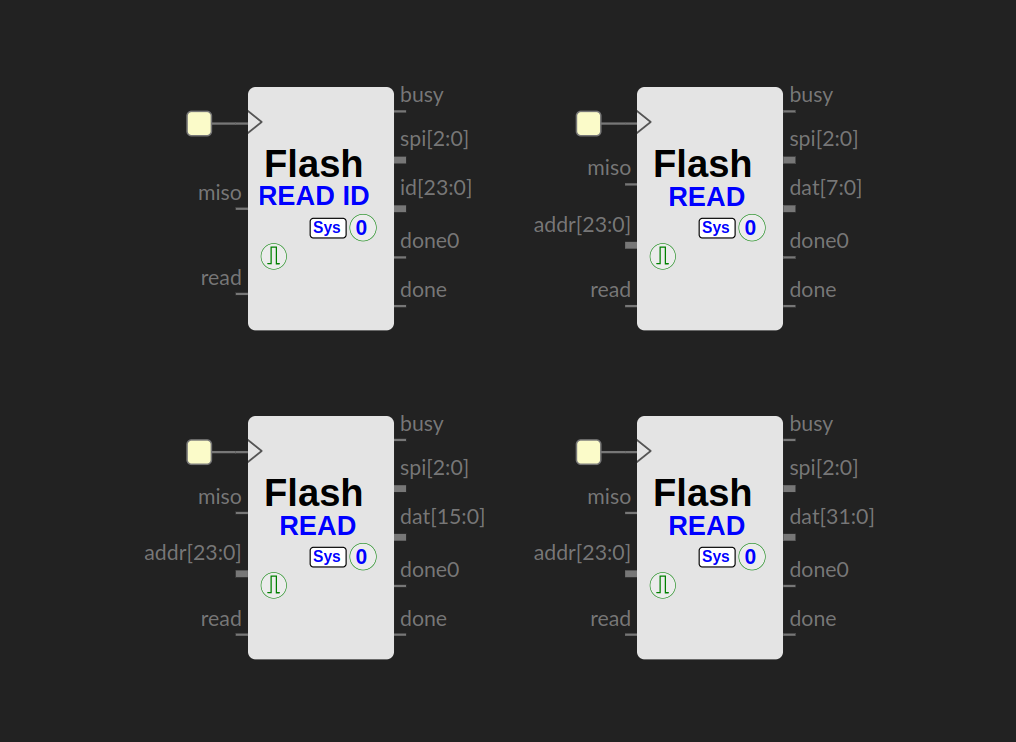 busy
spi[2:0]
miso
Flash
READ ID
id[23:0]
Sys 0
done0
read
done
busy
spi[2:0]
miso
Flash
READ
dat[7:0]
addr[23:0]
Sys 0
done0
read
done
busy
spi[2:0]
miso
Flash
READ
dat[15:0]
addr[23:0]
Sys 0
done0
read
done
busy
spi[2:0]
miso
Flash
READ
dat[31:0]
addr[23:0]
Sys 0
done0
read
done